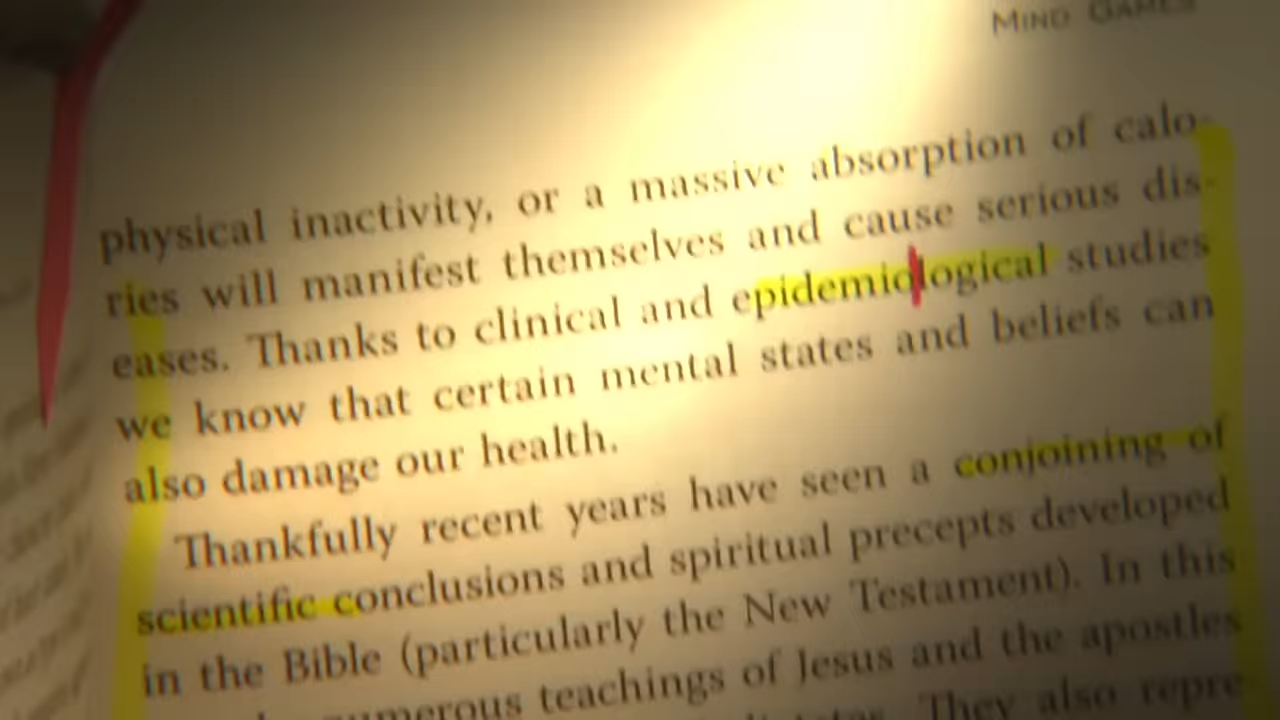 MIND GAMES
physical inactivity, or a massive absorption of calo-
ries will manifest themselves and cause serious dis-
eases. Thanks to clinical and epidemiological studies
we know that certain mental states and beliefs can
also damage our health.
Thankfully recent years have seen a conjoining of
scientific conclusions and spiritual precepts developed
in the Bible (particularly the New Testament). In this
numerous teachings of Jesus and the apostles
They also repre-